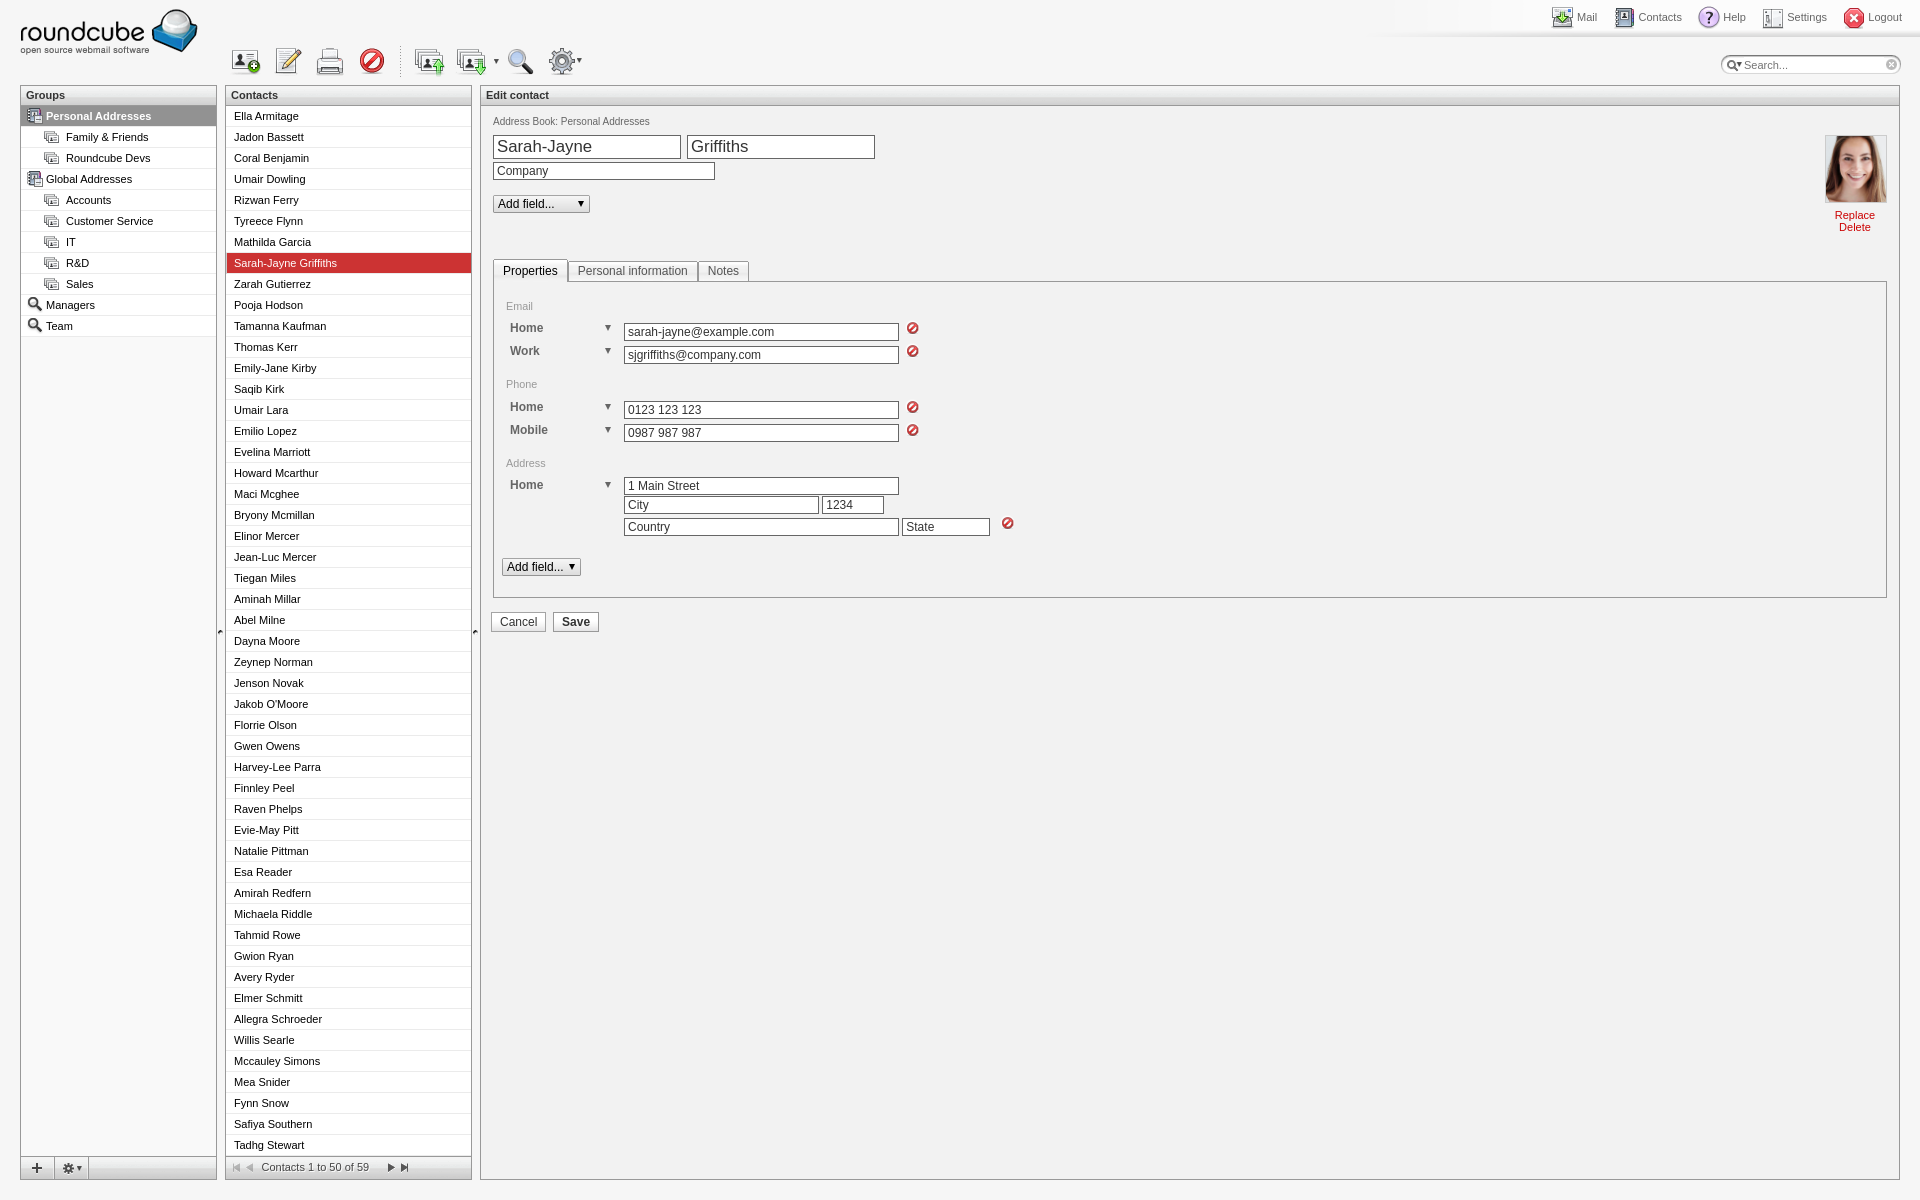 roundcube
open source webmail software
Mail
Contacts
Help
Settings
Logout
Search...
Groups
Personal Addresses
Family & Friends
Roundcube Devs
Global Addresses
Accounts
Customer Service
IT
R&D
Sales
Managers
Team
Contacts
Ella Armitage
Jadon Bassett
Coral Benjamin
Umair Dowling
Rizwan Ferry
Tyreece Flynn
Mathilda Garcia
Sarah-Jayne Griffiths
Zarah Gutierrez
Pooja Hodson
Tamanna Kaufman
Thomas Kerr
Emily-Jane Kirby
Saqib Kirk
Umair Lara
Emilio Lopez
Evelina Marriott
Howard Mcarthur
Maci Mcghee
Bryony Mcmillan
Elinor Mercer
Jean-Luc Mercer
Tiegan Miles
Aminah Millar
Abel Milne
Dayna Moore
Zeynep Norman
Jenson Novak
Jakob O'Moore
Florrie Olson
Gwen Owens
Harvey-Lee Parra
Finnley Peel
Raven Phelps
Evie-May Pitt
Natalie Pittman
Esa Reader
Amirah Redfern
Michaela Riddle
Tahmid Rowe
Gwion Ryan
Avery Ryder
Elmer Schmitt
Allegra Schroeder
Willis Searle
Mccauley Simons
Mea Snider
Fynn Snow
Safiya Southern
Tadhg Stewart
Contacts 1 to 50 of 59
Edit contact
Address Book: Personal Addresses
Sarah-Jayne Griffiths
Company
Add field...
Replace
Delete
Properties Personal information Notes
Email
Home sarah-jayne@example.com
Work sjgriffiths@company.com
Phone
Home 0123 123 123
Mobile 0987 987 987
Address
Home 1 Main Street
City 1234
Country State
Add field...
Cancel Save